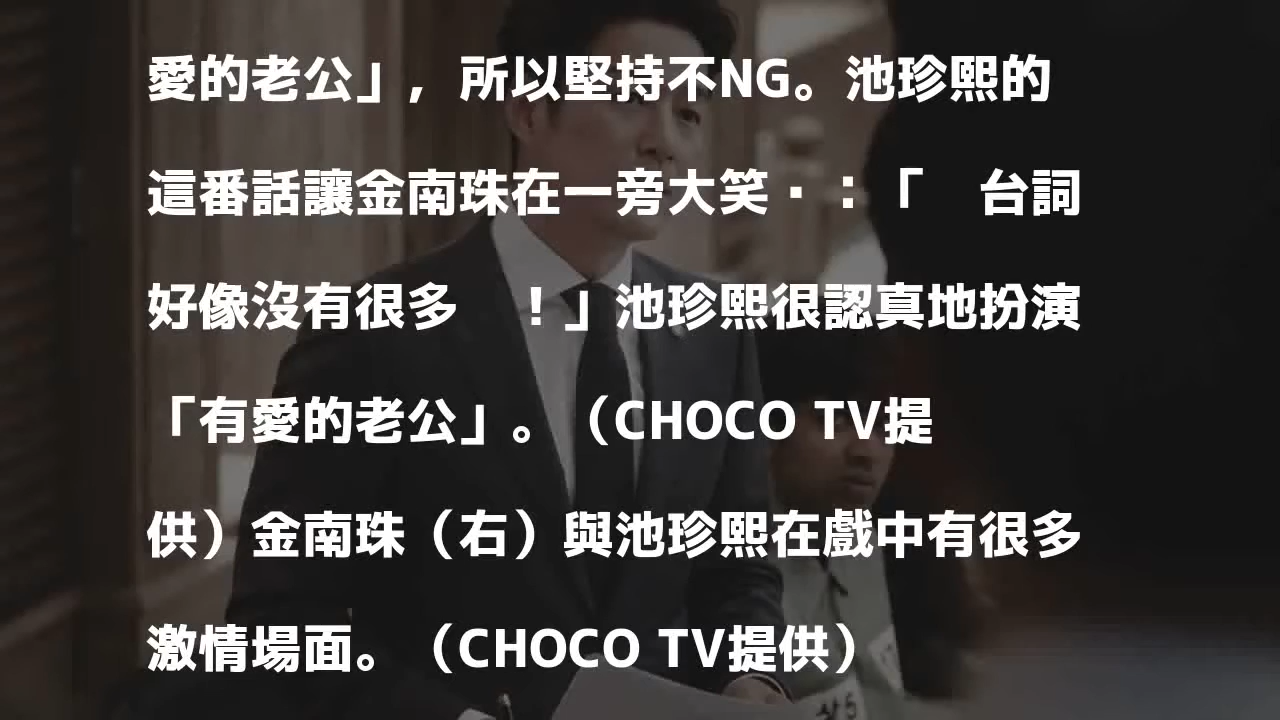 愛的老公」，所以堅持不NG。池珍熙的
這番話讓金南珠在一旁大笑·：「　台詞
好像沒有很多　！」池珍熙很認真地扮演
「有愛的老公」。（CHOCO TV提
供）金南珠（右）與池珍熙在戲中有很多
激情場面。（CHOCO TV提供）